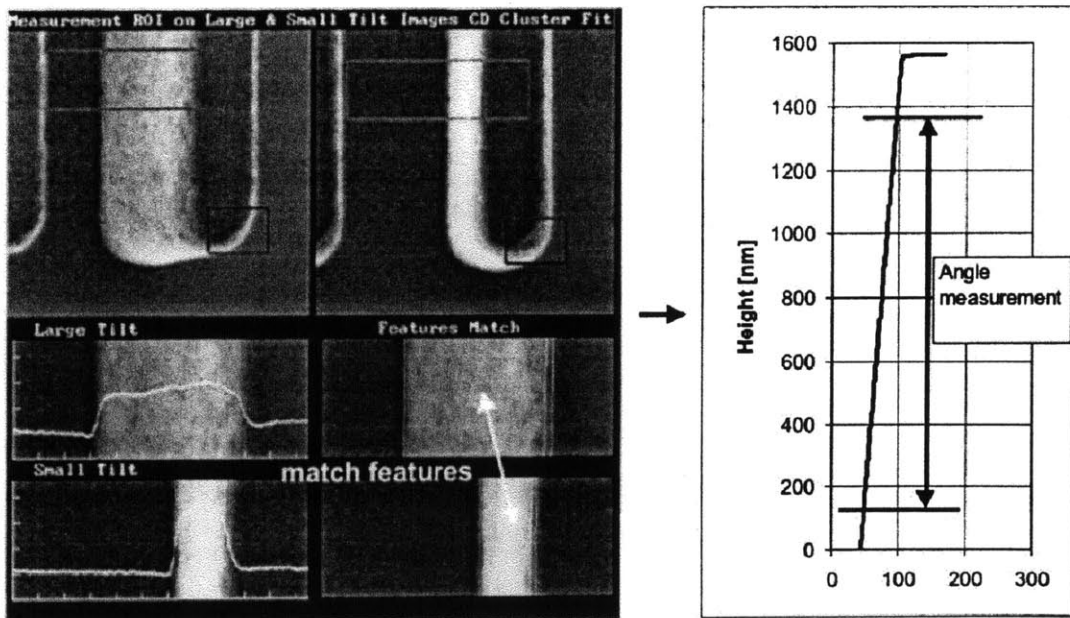 Measurement ROI on Large & Small Tilt Images CD Cluster Fit
Large Tilt
Features Match
match features
Small Tilt
1600
1400
1200
1000
800
600
400
200
0
Height [nm]
Angle
measurement
0
100
200
300